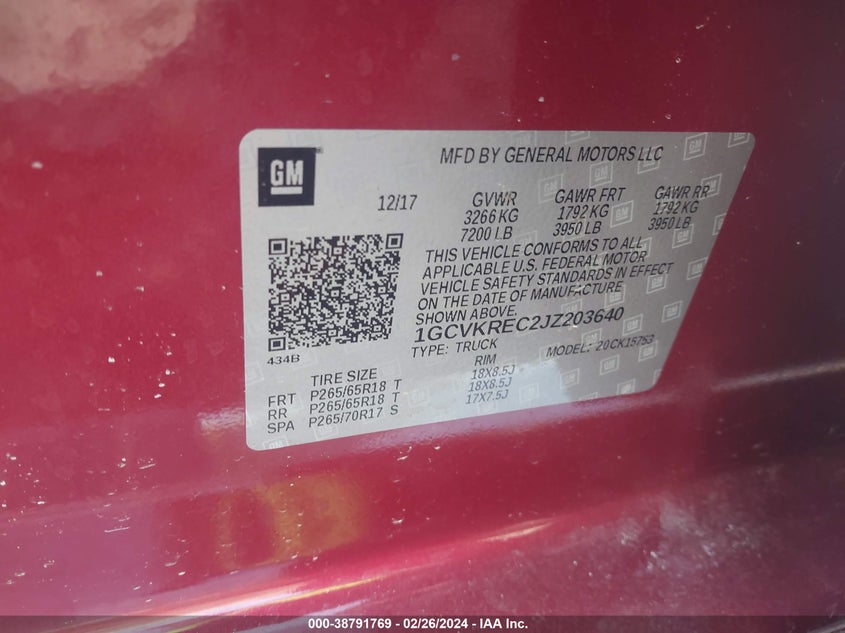 GM
MFD BY GENERAL MOTORS LLC
12/17 GVWR GAWR FRT GAWR RR
3266 KG 1792 KG 1792 KG
7200 LB 3950 LB 3950 LB
THIS VEHICLE CONFORMS TO ALL
APPLICABLE U.S. FEDERAL MOTOR
VEHICLE SAFETY STANDARDS IN EFFECT
ON THE DATE OF MANUFACTURE
SHOWN ABOVE.
1GCVKREC2JZ203640
434B TYPE: TRUCK MODEL: 20CK15753
TIRE SIZE RIM
FRT P265/65R18 T 18X8.5J
RR P265/65R18 T 18X8.5J
SPA P265/70R17 S 17X7.5J
000-38791769 - 02/26/2024 - IAA Inc.